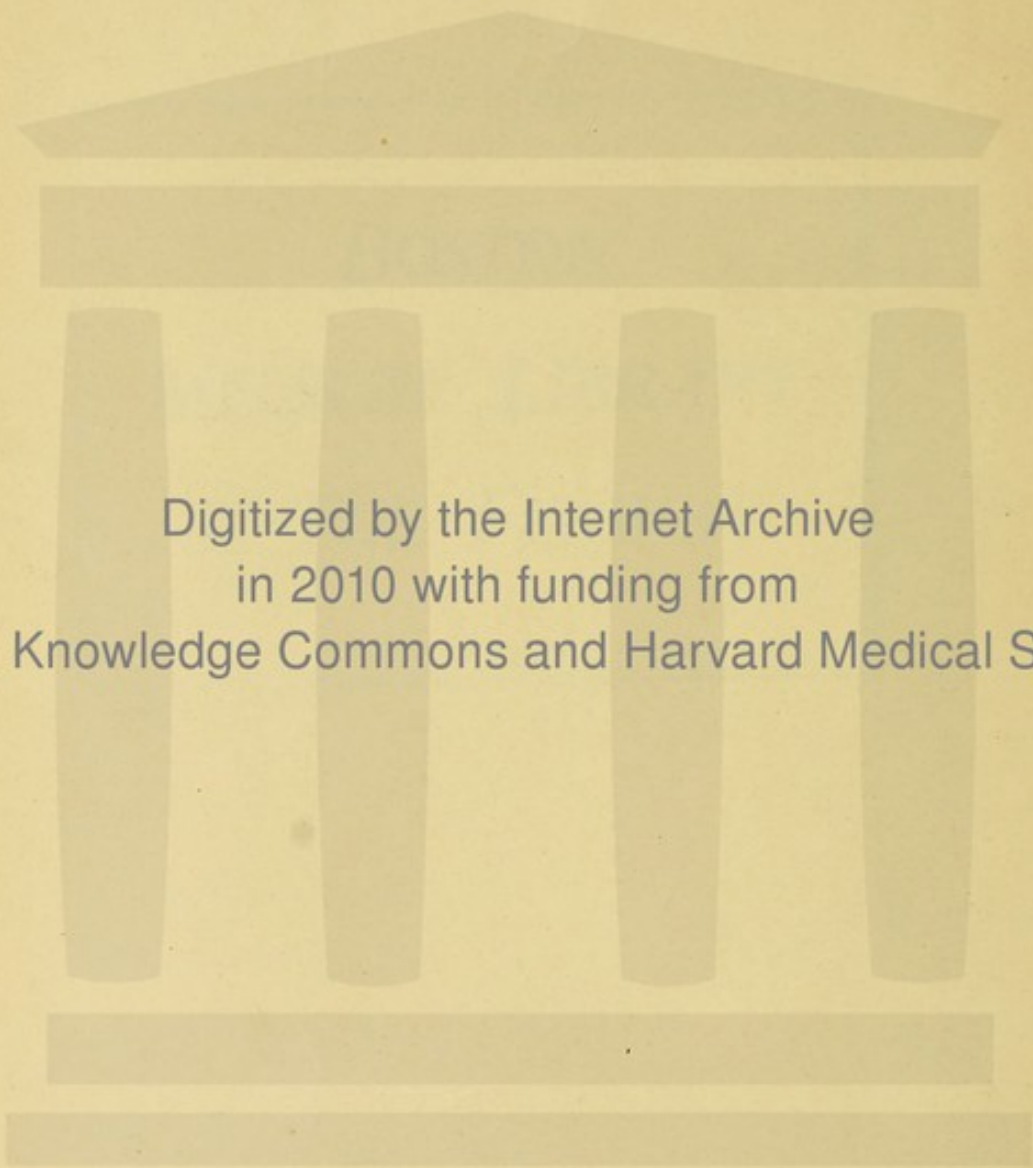 Digitized by the Internet Archive
in 2010 with funding from
Knowledge Commons and Harvard Medical S